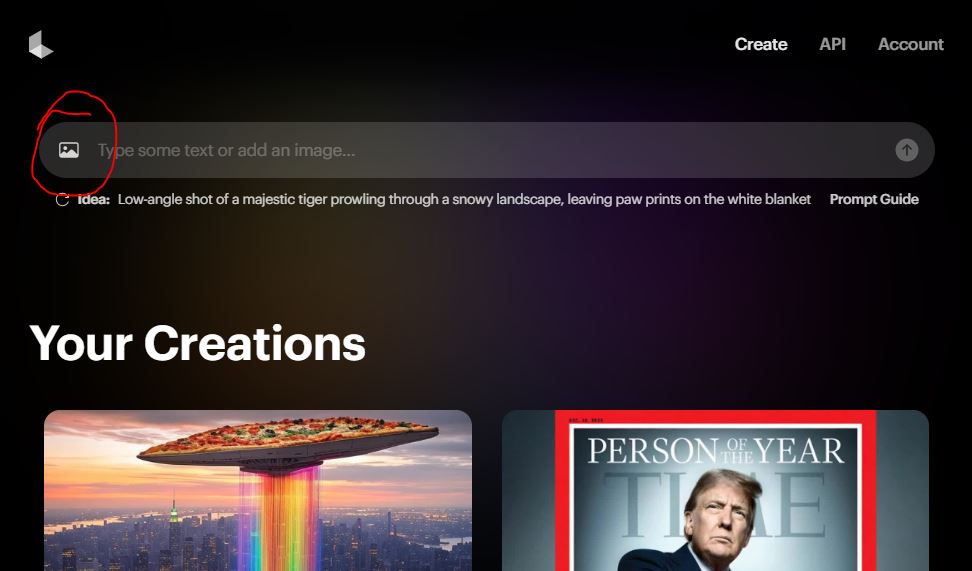 Create API Account
Type some text or add an image...
Idea: Low-angle shot of a majestic tiger prowling through a snowy landscape, leaving paw prints on the white blanket Prompt Guide
Your Creations
PERSON OF THE YEAR
TIME